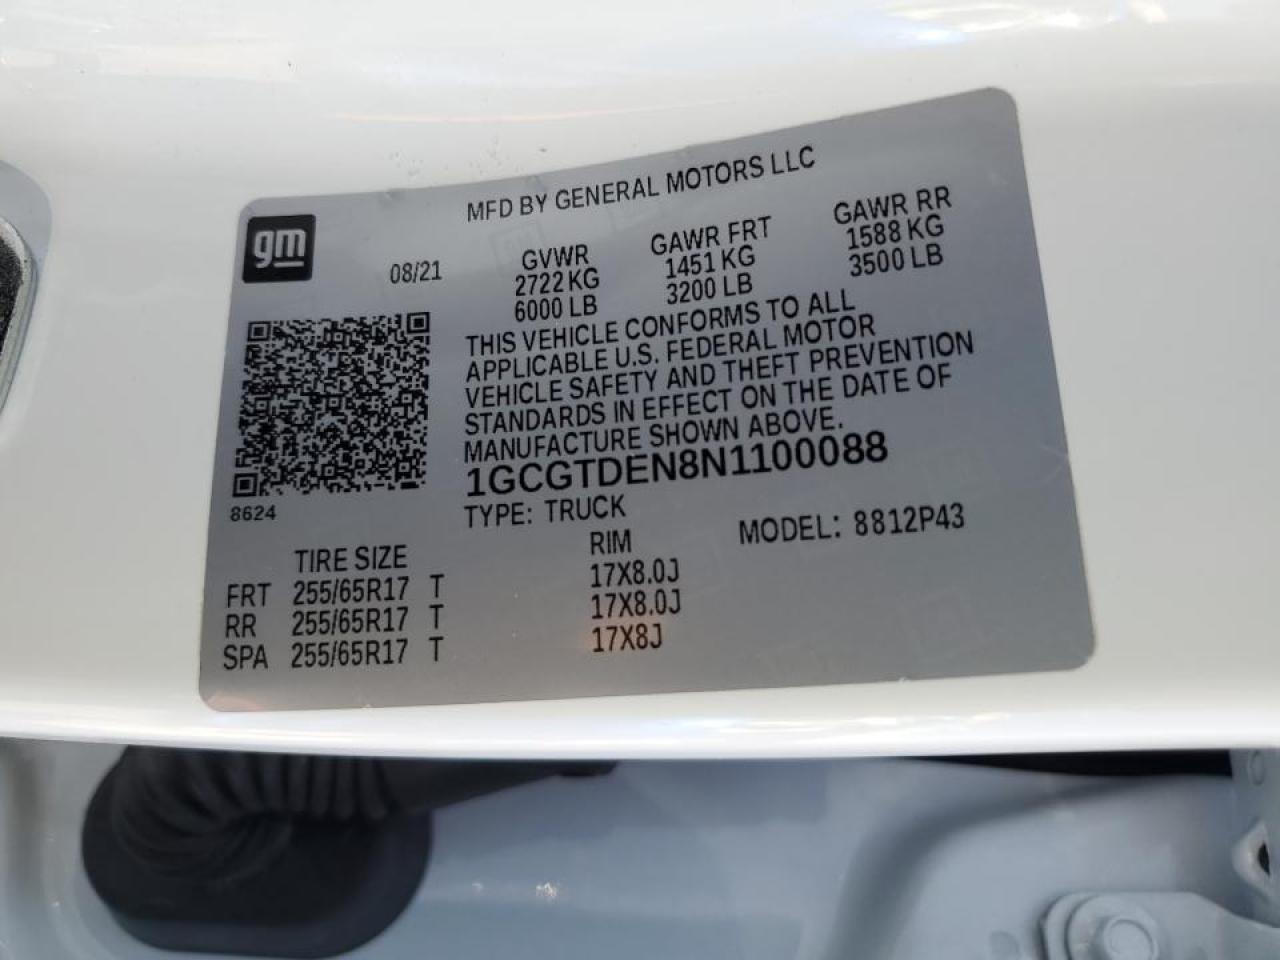 MFD BY GENERAL MOTORS LLC
gm
08/21
GVWR GAWR FRT GAWR RR
2722 KG 1451 KG 1588 KG
6000 LB 3200 LB 3500 LB
THIS VEHICLE CONFORMS TO ALL
APPLICABLE U.S. FEDERAL MOTOR
VEHICLE SAFETY AND THEFT PREVENTION
STANDARDS IN EFFECT ON THE DATE OF
MANUFACTURE SHOWN ABOVE.
1GCGTDEN8N1100088
8624
TYPE: TRUCK
MODEL: 8812P43
TIRE SIZE RIM
FRT 255/65R17 T 17X8.0J
RR 255/65R17 T 17X8.0J
SPA 255/65R17 T 17X8J